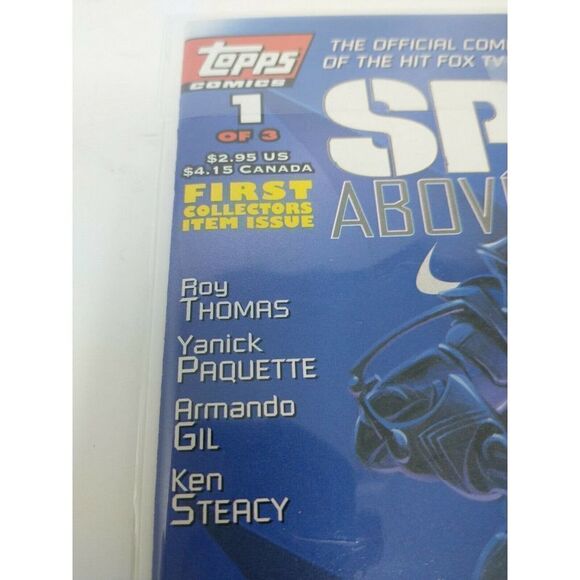 Topps
COMICS
1
OF 3
$2.95 US
$4.15 CANADA
FIRST
COLLECTORS
ITEM ISSUE
THE OFFICIAL COM
OF THE HIT FOX TV
SP
ABOV
Roy
THOMAS
Yanick
PAQUETTE
Armando
GIL
Ken
STEACY